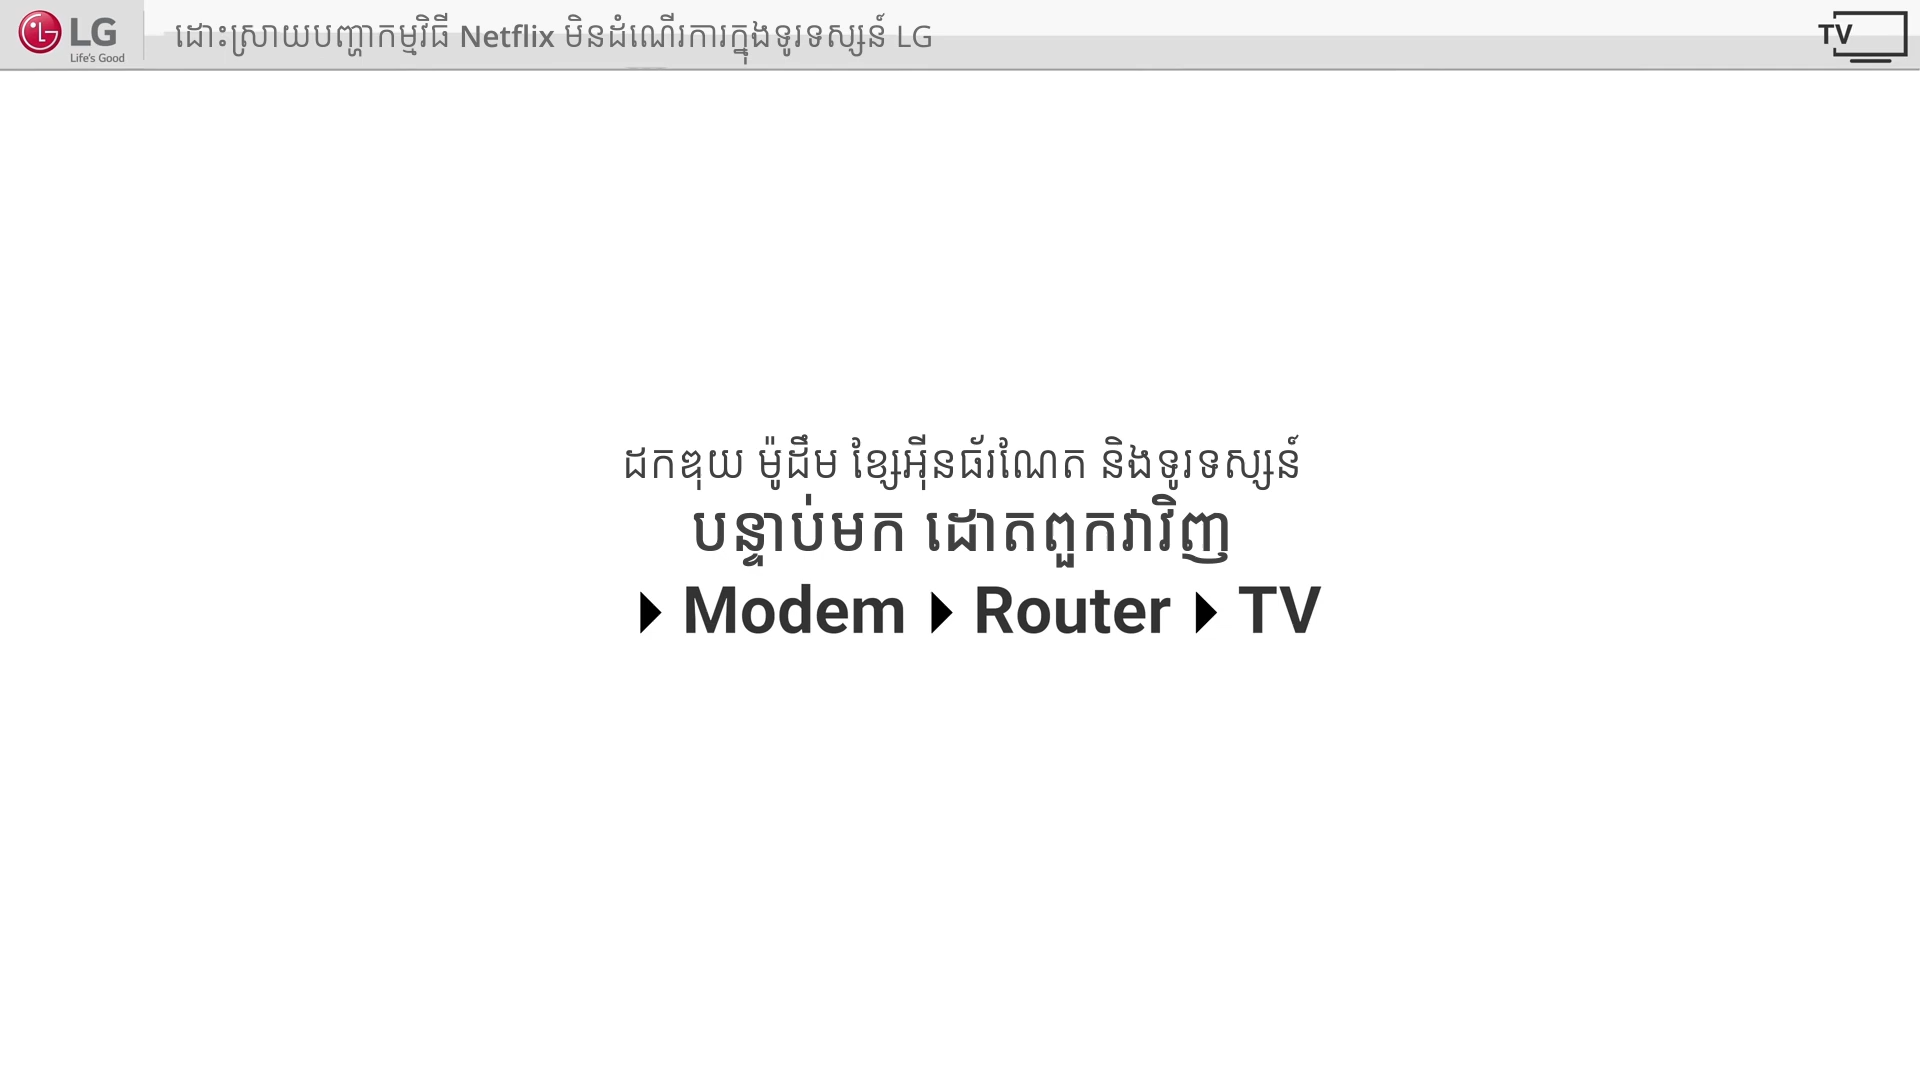 LG
Life's Good
ដោះស្រាយបញ្ហាកម្មវិធី Netflix មិនដំណើរការក្នុងទូរទស្សន៍ LG
TV
ដកឌុយ ម៉ូដឹម ខ្សែអ៊ីនធ័រណែត និងទូរទស្សន៍
បន្ទាប់មក ដោតពួកវាវិញ
▶ Modem ▶ Router ▶ TV